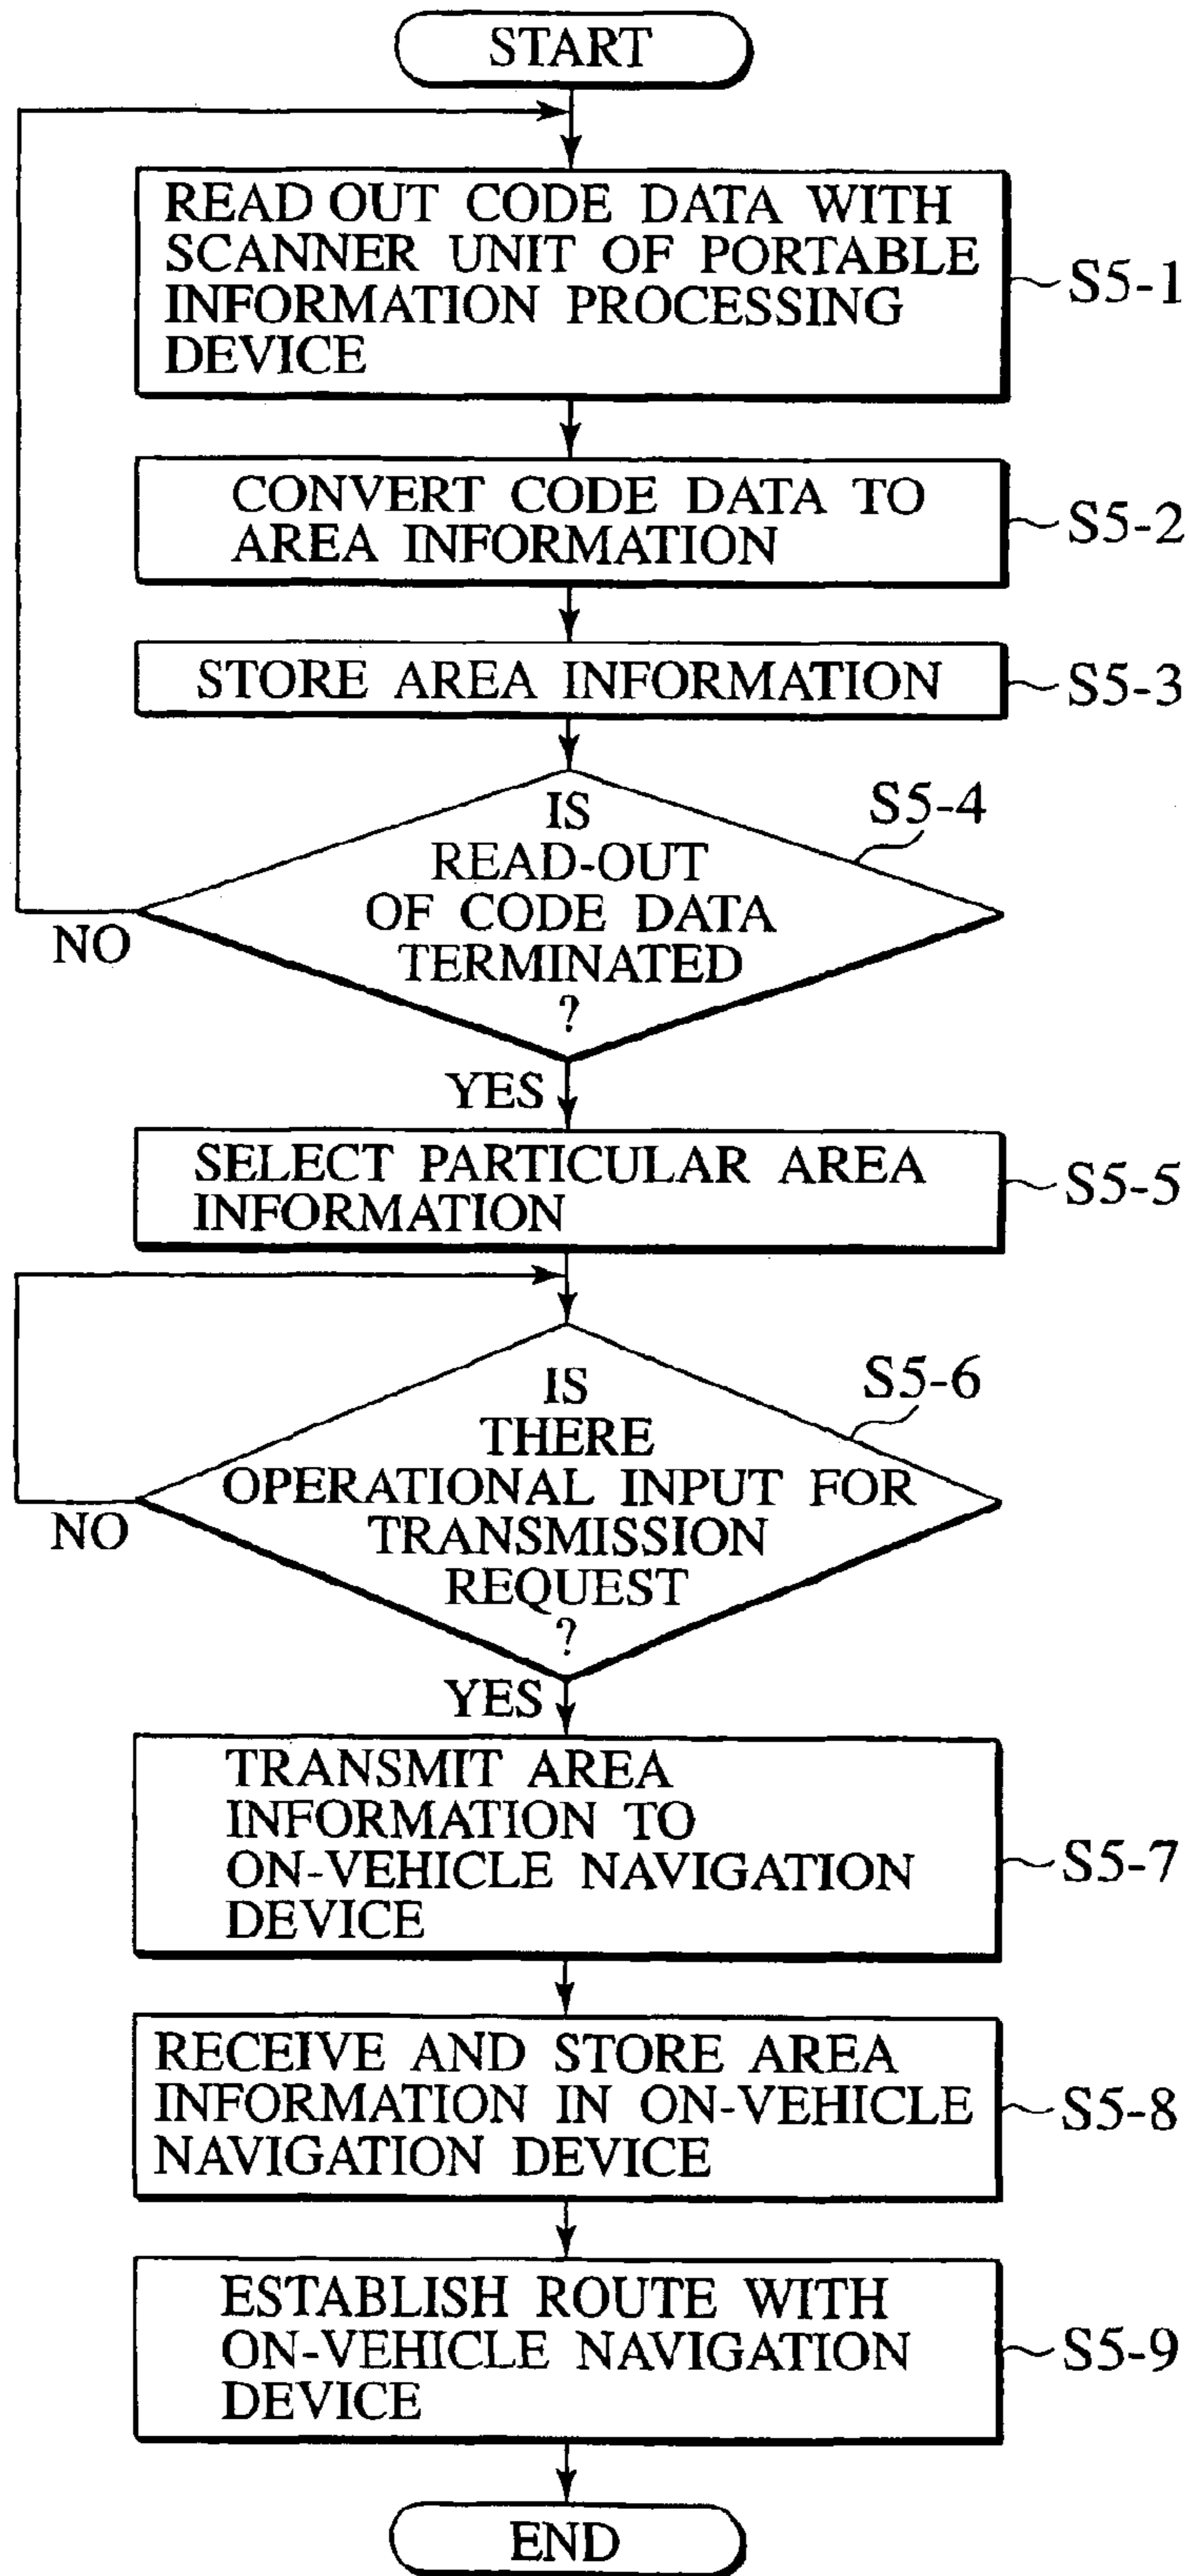 START
READ OUT CODE DATA WITH
SCANNER UNIT OF PORTABLE
INFORMATION PROCESSING
DEVICE
S5-1
CONVERT CODE DATA TO
AREA INFORMATION
S5-2
STORE AREA INFORMATION
S5-3
IS
READ-OUT
OF CODE DATA
TERMINATED
?
S5-4
NO
YES
SELECT PARTICULAR AREA
INFORMATION
S5-5
IS
THERE
OPERATIONAL INPUT FOR
TRANSMISSION
REQUEST
?
S5-6
NO
YES
TRANSMIT AREA
INFORMATION TO
ON-VEHICLE NAVIGATION
DEVICE
S5-7
RECEIVE AND STORE AREA
INFORMATION IN ON-VEHICLE
NAVIGATION DEVICE
S5-8
ESTABLISH ROUTE WITH
ON-VEHICLE NAVIGATION
DEVICE
S5-9
END